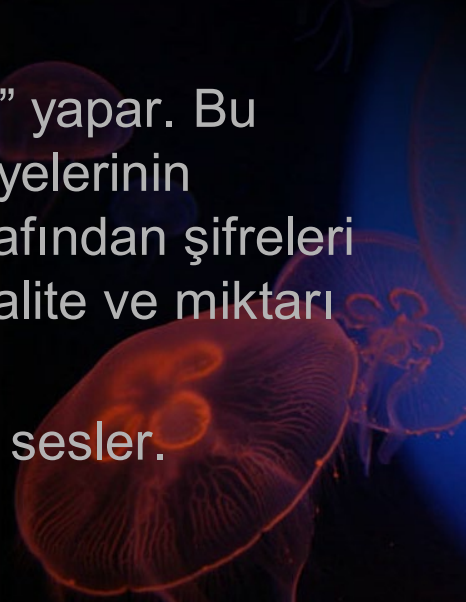 ” yapar. Bu
yelerinin
afından şifreleri
alite ve miktarı
sesler.